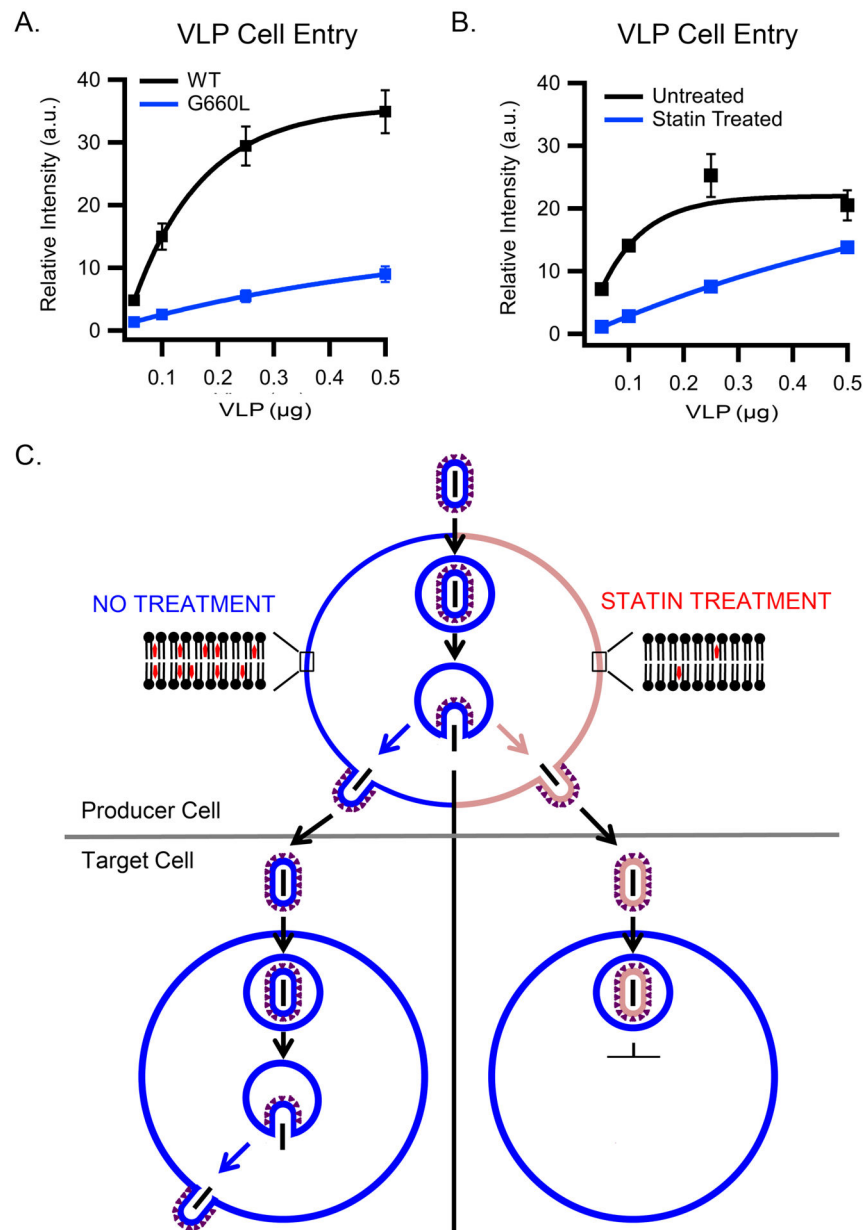 A.
VLP Cell Entry
WT
G660L
Relative Intensity (a.u.)
40
30
20
10
0
0.1
0.2
0.3
0.4
0.5
VLP (µg)
B.
VLP Cell Entry
Untreated
Statin Treated
Relative Intensity (a.u.)
40
30
20
10
0
0.1
0.2
0.3
0.4
0.5
VLP (µg)
C.
NO TREATMENT
STATIN TREATMENT
Producer Cell
Target Cell